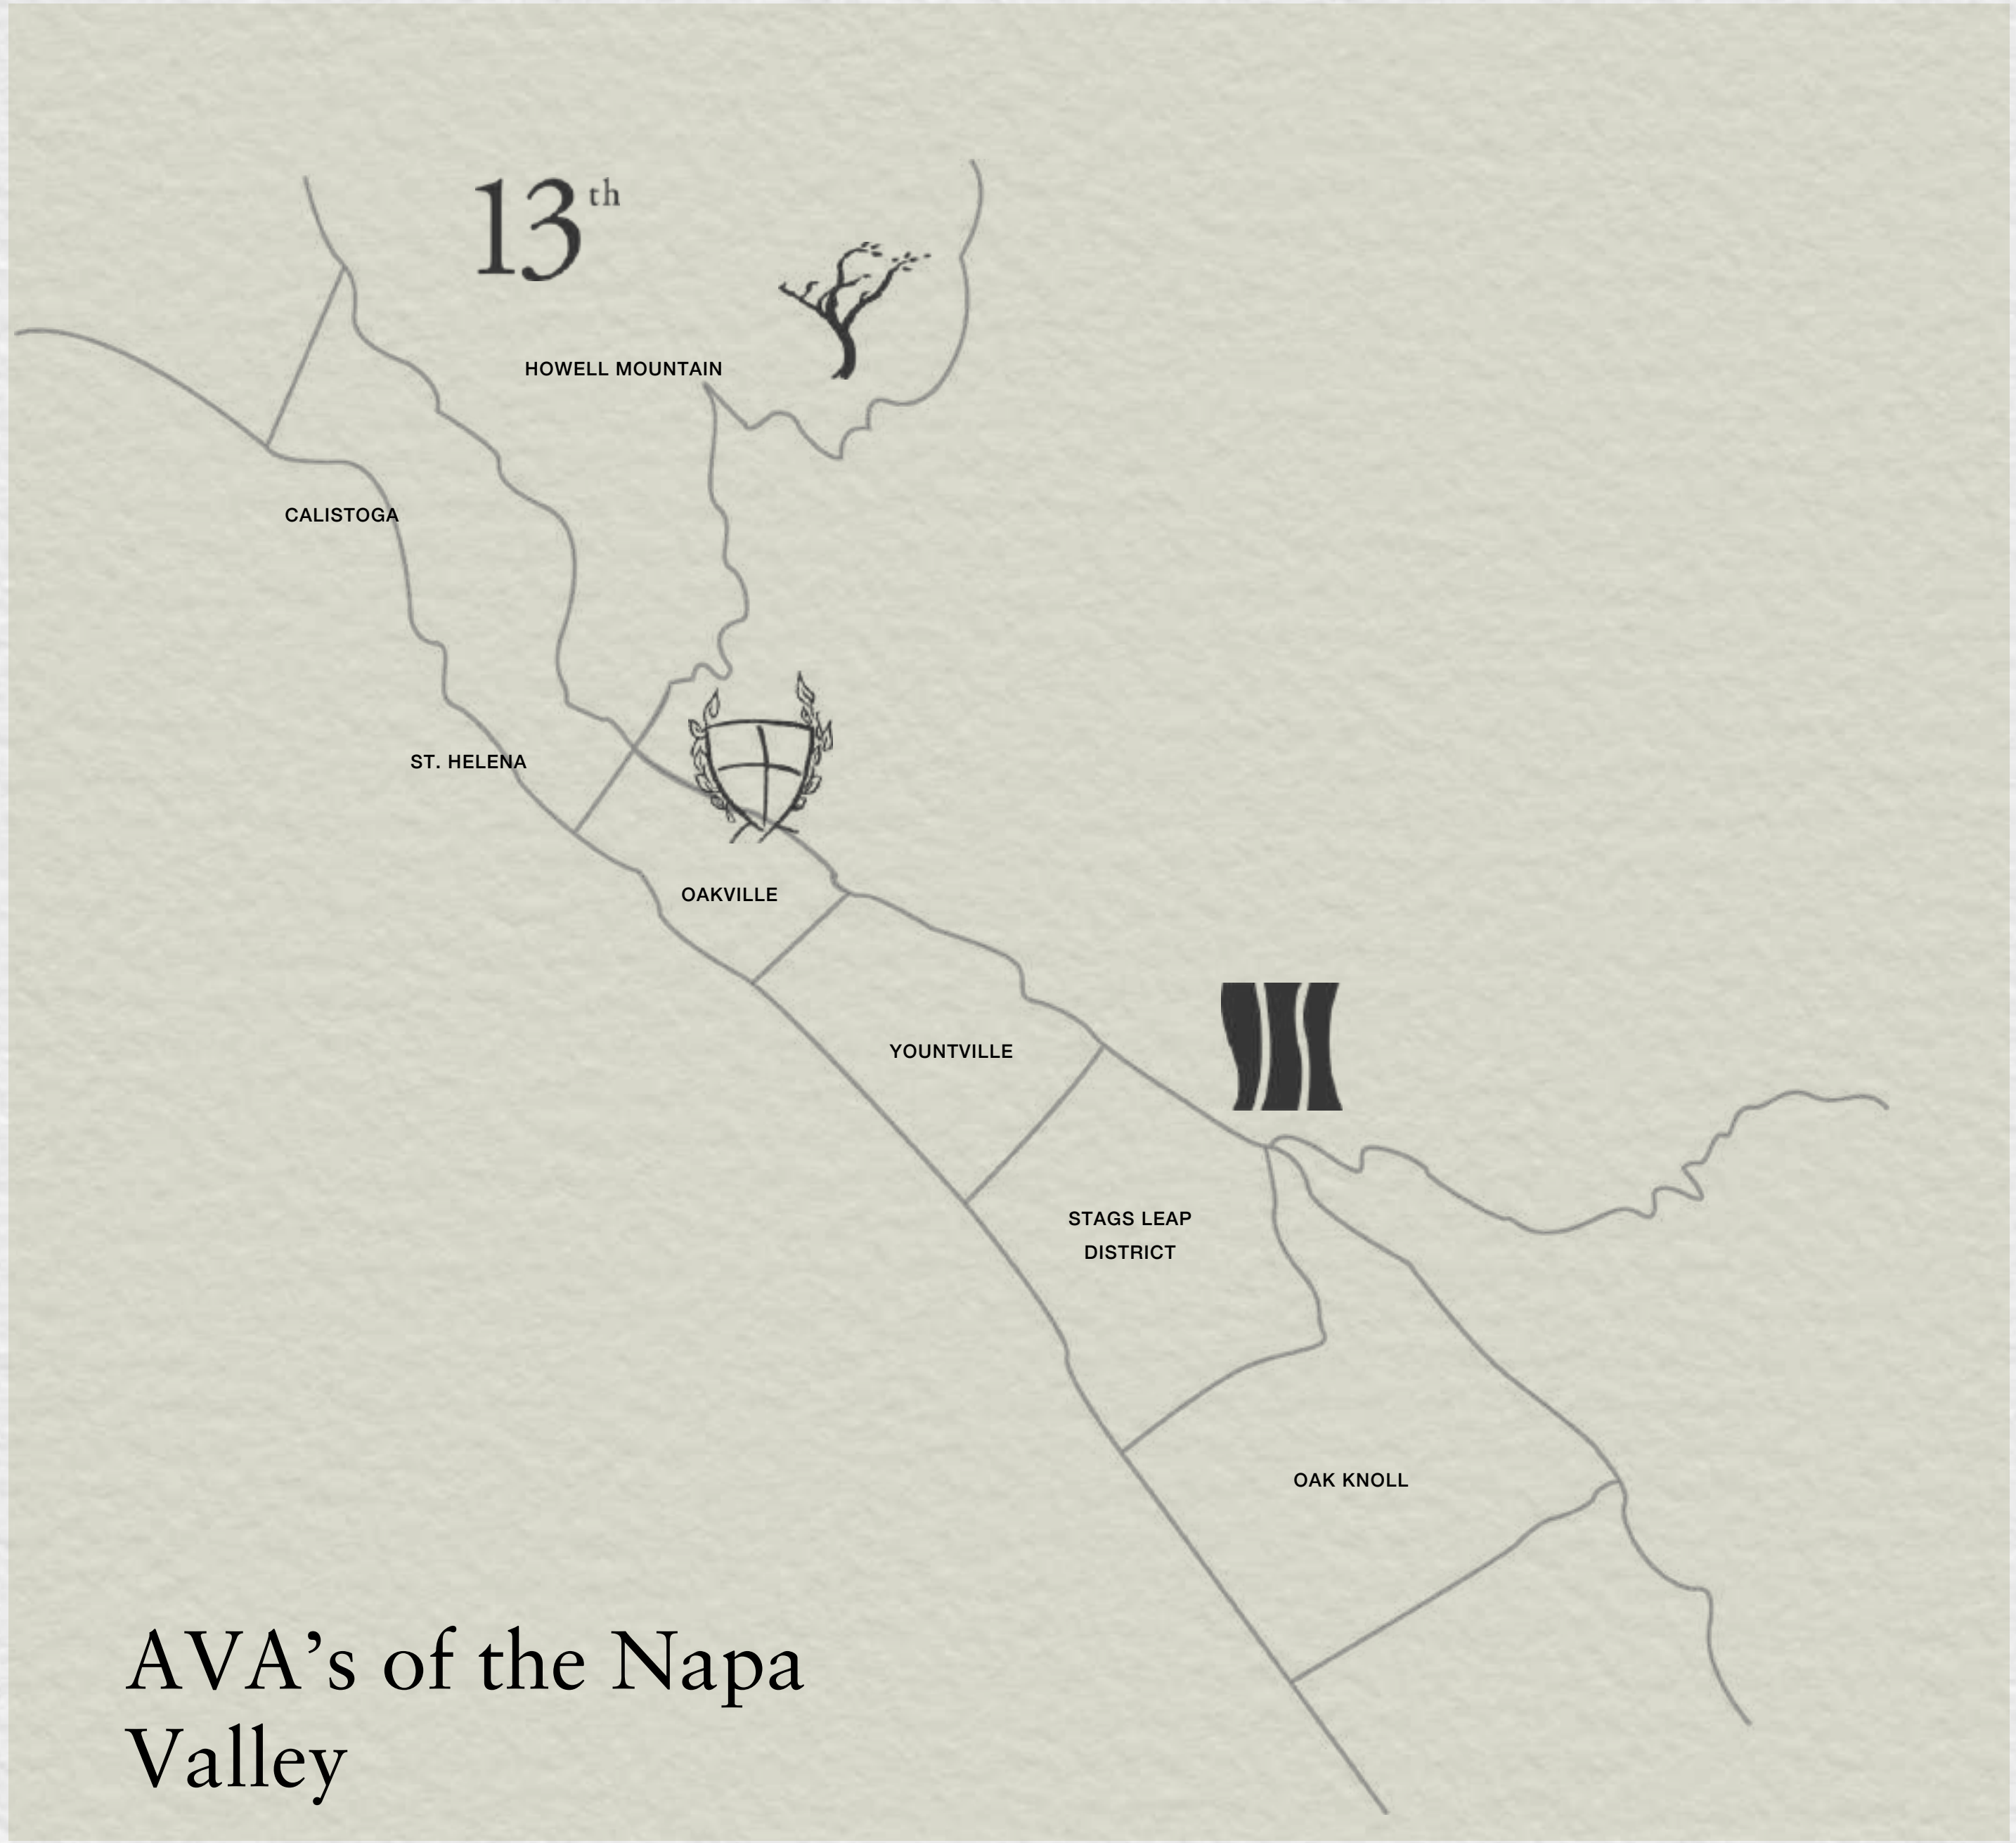 13th
HOWELL MOUNTAIN
CALISTOGA
ST. HELENA
OAKVILLE
YOUNTVILLE
STAGS LEAP
DISTRICT
OAK KNOLL
AVA’s of the Napa
Valley